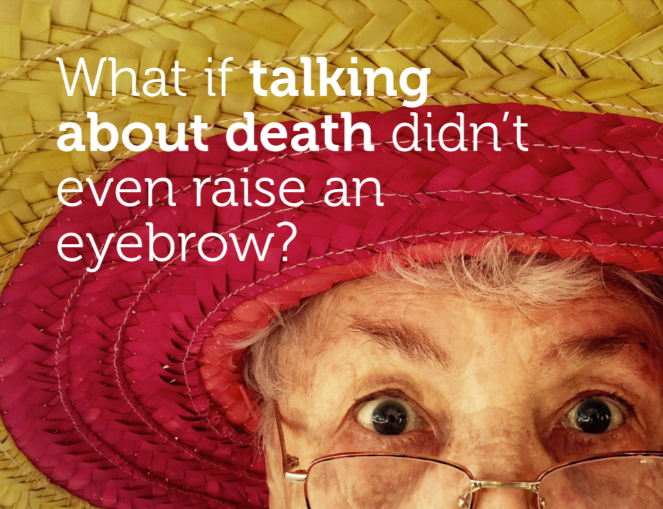 What if talking
about death didn't
even raise an
eyebrow?